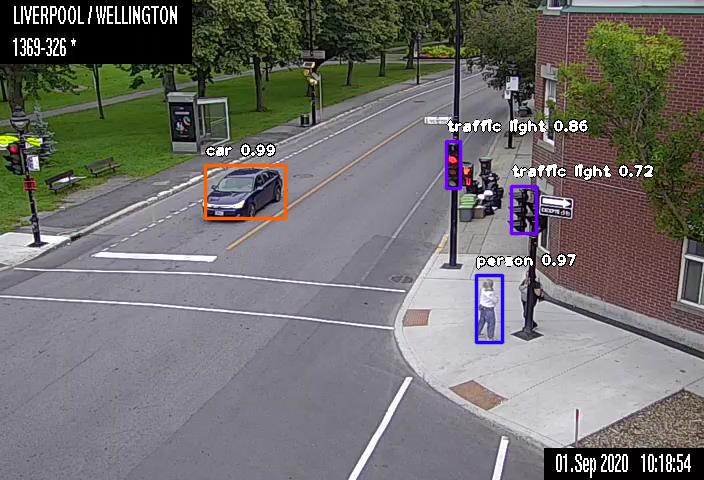 LIVERPOOL / WELLINGTON
1369-326 *
traffic light 0.86
car 0.99
traffic light 0.72
person 0.97
01.Sep 2020 10:18:54